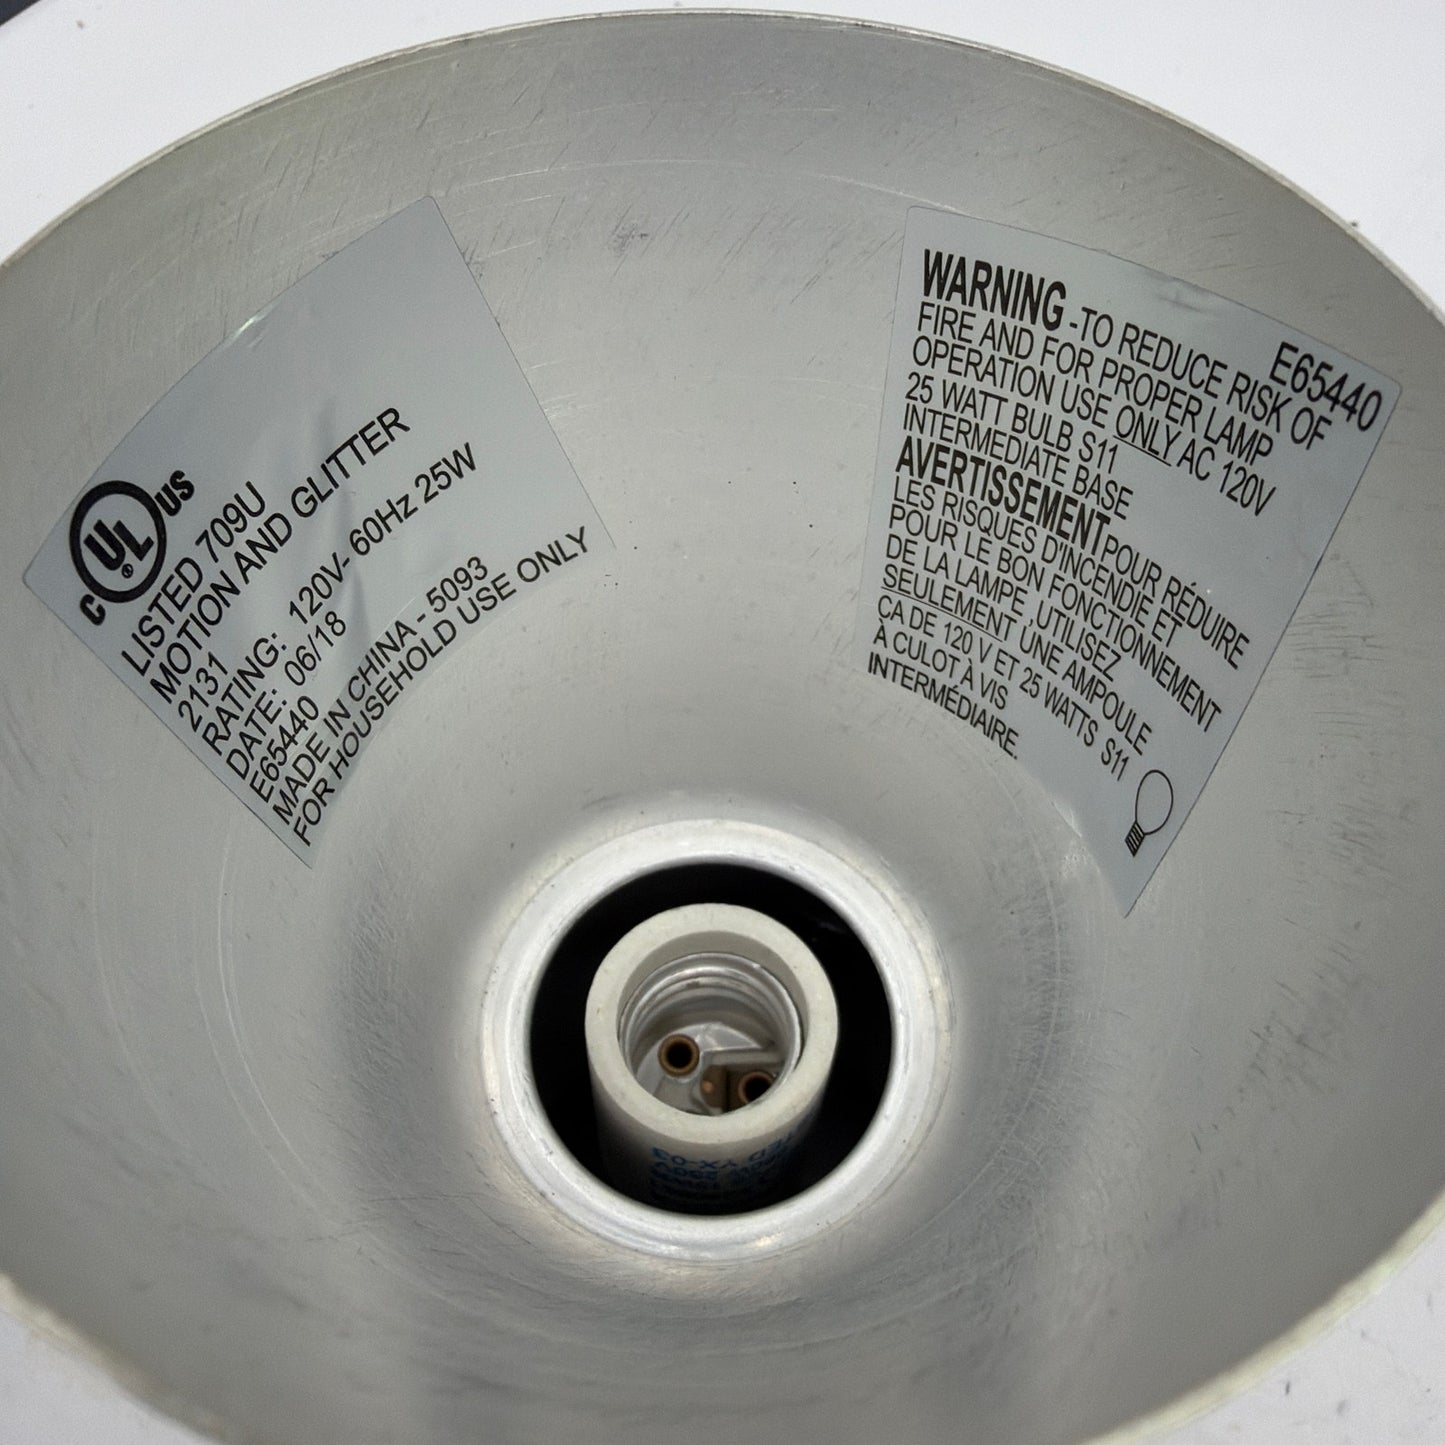 C UL ® US
LISTED 709U
MOTION AND GLITTER
2131
RATING: 120V- 60Hz 25W
DATE: 06/18
E65440
MADE IN CHINA - 5093
FOR HOUSEHOLD USE ONLY
E65440
WARNING -TO REDUCE RISK OF
FIRE AND FOR PROPER LAMP
OPERATION USE ONLY AC 120V
25 WATT BULB S11
INTERMEDIATE BASE
AVERTISSEMENT POUR RÉDUIRE
LES RISQUES D'INCENDIE ET
POUR LE BON FONCTIONNEMENT
DE LA LAMPE ,UTILISEZ
SEULEMENT UNE AMPOULE
CA DE 120 V ET 25 WATTS S11
À CULOT À VIS
INTERMÉDIAIRE.
YX-03